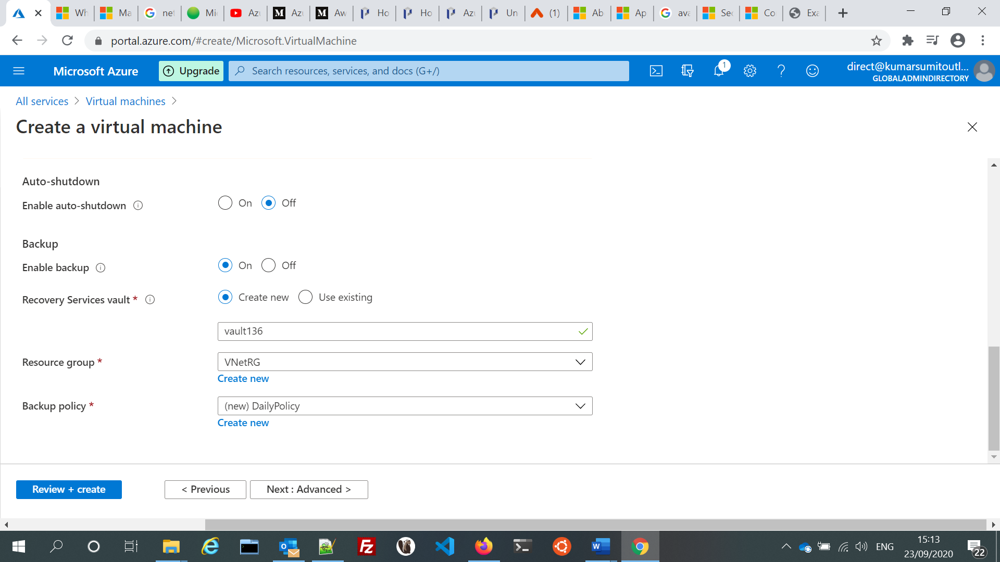 Wh
Ma
net
Mic
Azu
Azu
Aw
Ho
Ho
Azu
Un
(1)
Ab
Ap
ava
Sec
Co
Exa
portal.azure.com/#create/Microsoft.VirtualMachine
Microsoft Azure
Upgrade
Search resources, services, and docs (G+/)
1
direct@kumarsumitoutl...
GLOBALADMINDIRECTORY
All services > Virtual machines >
Create a virtual machine
Auto-shutdown
Enable auto-shutdown
On Off
Backup
Enable backup
On Off
Recovery Services vault *
Create new Use existing
vault136
Resource group *
VNetRG
Create new
Backup policy *
(new) DailyPolicy
Create new
Review + create
< Previous
Next : Advanced >
ENG
15:13
23/09/2020
22